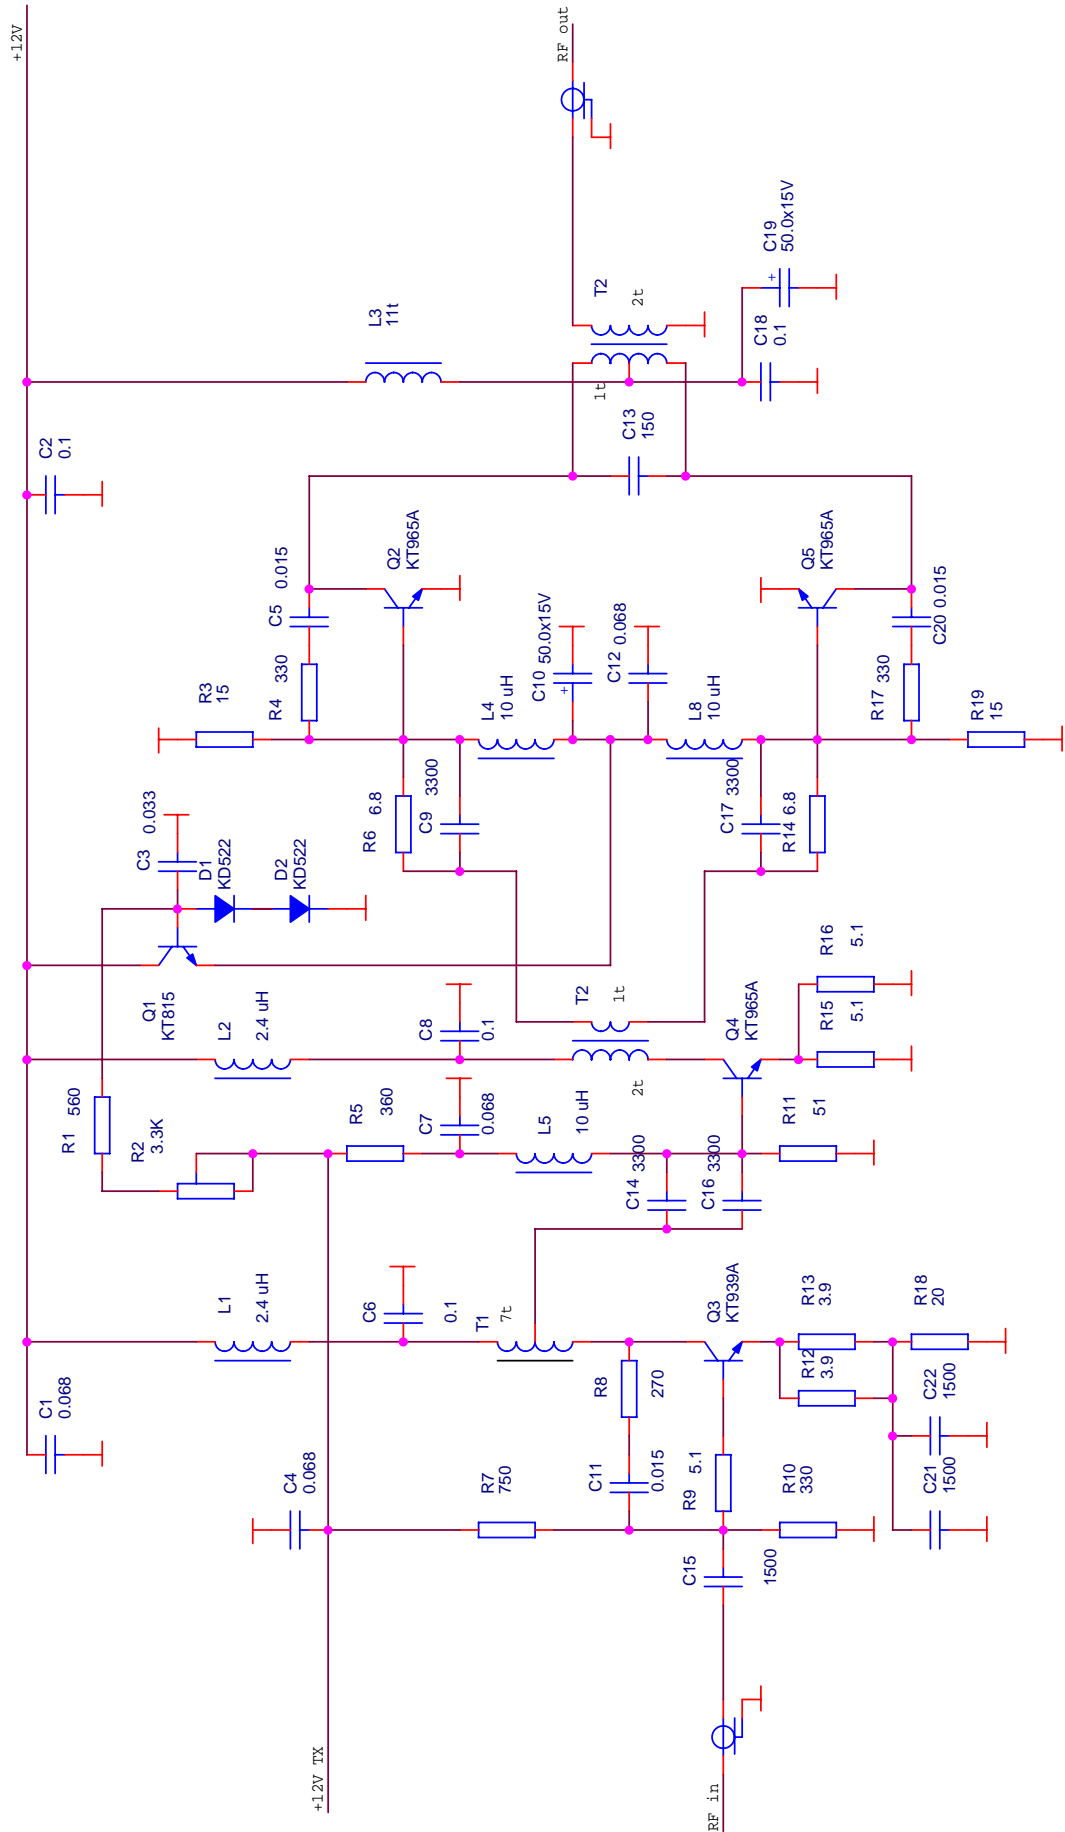 +12V
RF out
C19
50.0x15V
T2
2t
L3
11t
C18
0.1
1t
C13
150
C2
0.1
Q2
KT965A
Q5
KT965A
C5
0.015
C20
0.015
R3
15
R4
330
C10
50.0x15V
C12
0.068
L4
10 uH
L8
10 uH
R17
330
R19
15
C3
0.033
D1
KD522
D2
KD522
R6
6.8
C9
3300
C17
3300
R14
6.8
Q1
KT815
L2
2.4 uH
C8
0.1
T2
1t
2t
Q4
KT965A
R16
5.1
R15
5.1
R1
560
R2
3.3K
R5
360
C7
0.068
L5
10 uH
C14
3300
C16
3300
R11
51
L1
2.4 uH
C6
0.1
T1
7t
Q3
KT939A
R13
3.9
R12
3.9
R18
20
C1
0.068
C4
0.068
R7
750
R8
270
C11
0.015
R9
5.1
R10
330
C22
1500
C21
1500
C15
1500
+12V TX
RF in